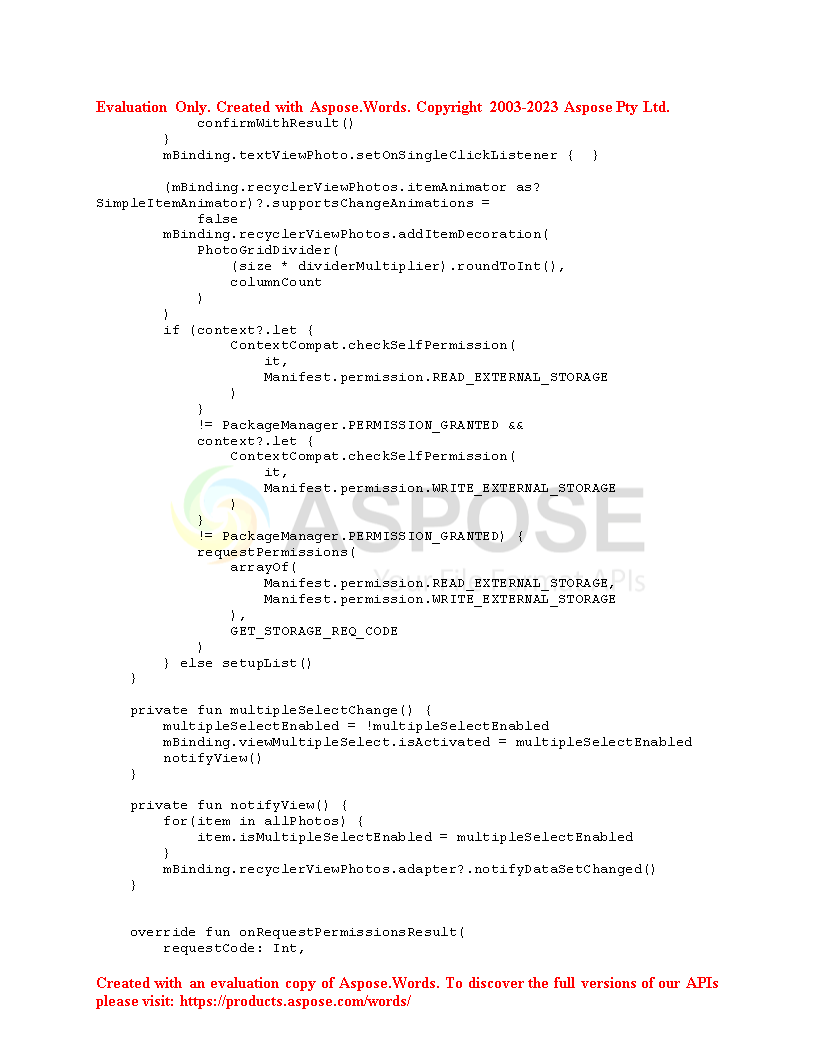 Evaluation Only. Created with Aspose.Words. Copyright 2003-2023 Aspose Pty Ltd.
            confirmWithResult()
        }
        mBinding.textViewPhoto.setOnSingleClickListener {  }

        (mBinding.recyclerViewPhotos.itemAnimator as?
SimpleItemAnimator)?.supportsChangeAnimations =
            false
        mBinding.recyclerViewPhotos.addItemDecoration(
            PhotoGridDivider(
                (size * dividerMultiplier).roundToInt(),
                columnCount
            )
        )
        if (context?.let {
                ContextCompat.checkSelfPermission(
                    it,
                    Manifest.permission.READ_EXTERNAL_STORAGE
                )
            }
            != PackageManager.PERMISSION_GRANTED &&
            context?.let {
                ContextCompat.checkSelfPermission(
                    it,
                    Manifest.permission.WRITE_EXTERNAL_STORAGE
                )
            }
            != PackageManager.PERMISSION_GRANTED) {
            requestPermissions(
                arrayOf(
                    Manifest.permission.READ_EXTERNAL_STORAGE,
                    Manifest.permission.WRITE_EXTERNAL_STORAGE
                ),
                GET_STORAGE_REQ_CODE
            )
        } else setupList()
    }

    private fun multipleSelectChange() {
        multipleSelectEnabled = !multipleSelectEnabled
        mBinding.viewMultipleSelect.isActivated = multipleSelectEnabled
        notifyView()
    }

    private fun notifyView() {
        for(item in allPhotos) {
            item.isMultipleSelectEnabled = multipleSelectEnabled
        }
        mBinding.recyclerViewPhotos.adapter?.notifyDataSetChanged()
    }


    override fun onRequestPermissionsResult(
        requestCode: Int,
ASPOSE
Your File Format APIs
Created with an evaluation copy of Aspose.Words. To discover the full versions of our APIs
please visit: https://products.aspose.com/words/